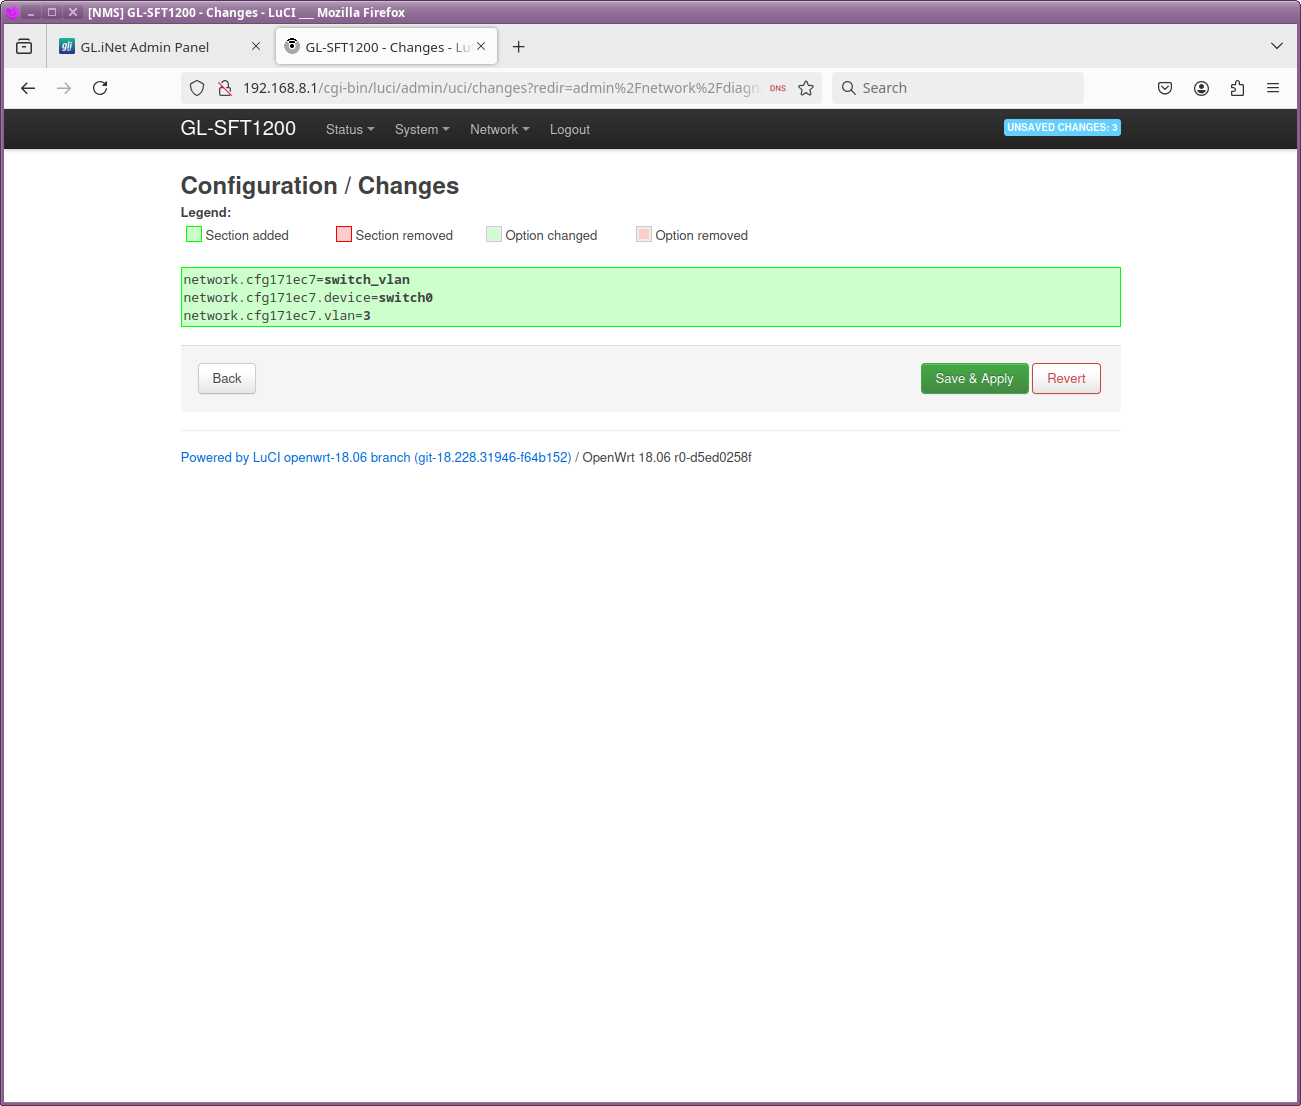 [NMS] GL-SFT1200 - Changes - LuCI ___ Mozilla Firefox
gli GL.iNet Admin Panel
GL-SFT1200 - Changes - Lu
192.168.8.1/cgi-bin/luci/admin/uci/changes?redir=admin%2Fnetwork%2Fdiagn DNS
Search
GL-SFT1200 Status System Network Logout UNSAVED CHANGES: 3
Configuration / Changes
Legend:
Section added Section removed Option changed Option removed
network.cfg171ec7=switch_vlan
network.cfg171ec7.device=switch0
network.cfg171ec7.vlan=3
Back Save & Apply Revert
Powered by LuCI openwrt-18.06 branch (git-18.228.31946-f64b152) / OpenWrt 18.06 r0-d5ed0258f